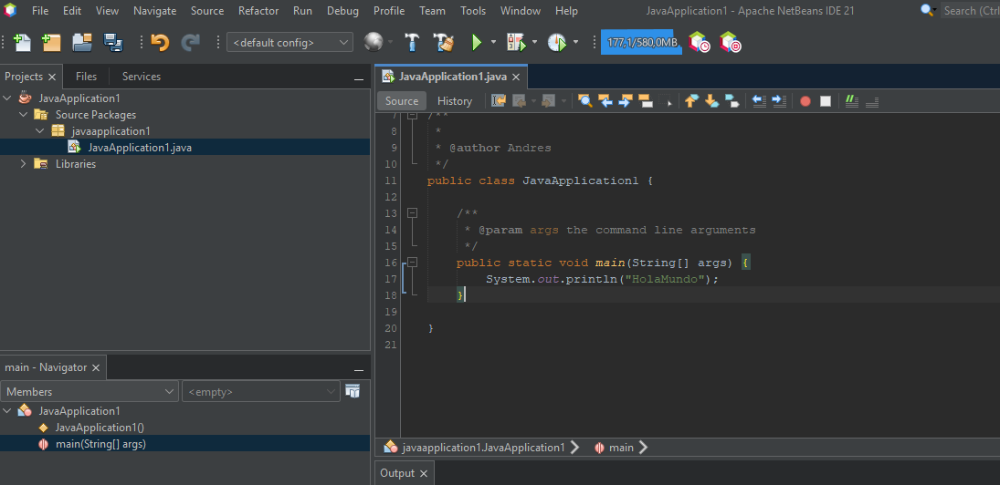 File Edit View Navigate Source Refactor Run Debug Profile Team Tools Window Help JavaApplication1 - Apache NetBeans IDE 21 Search (Ctrl
<default config> 177,1/580,0MB
Projects Files Services
JavaApplication1
Source Packages
javaapplication1
JavaApplication1.java
Libraries
main - Navigator
Members <empty>
JavaApplication1
JavaApplication1()
main(String[] args)
JavaApplication1.java
Source History
7 /**
8 *
9 * @author Andres
10 */
11 public class JavaApplication1 {
12
13 /**
14 * @param args the command line arguments
15 */
16 public static void main(String[] args) {
17 System.out.println("HolaMundo");
18 }
19
20 }
21
javaapplication1.JavaApplication1 main
Output